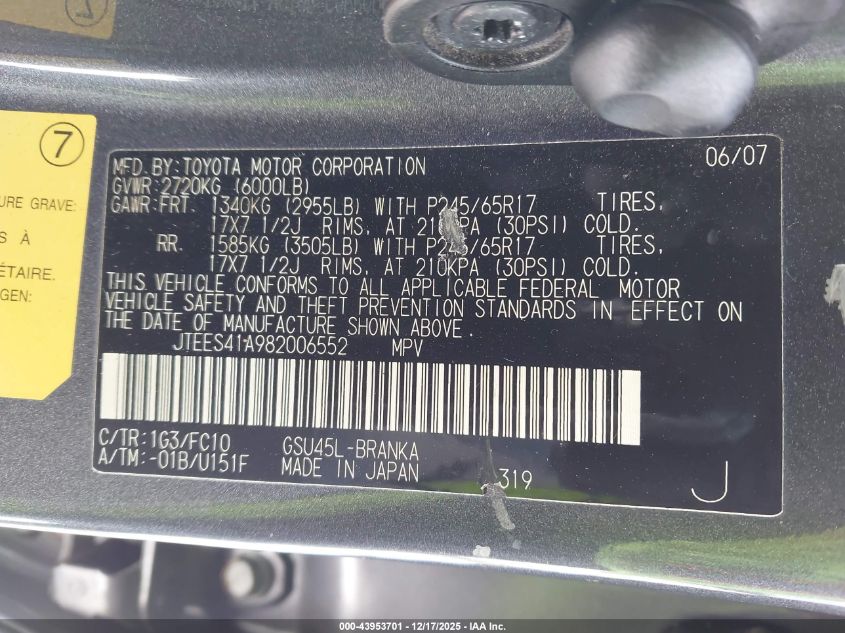 7
URE GRAVE:
S À
ÉTAIRE.
GEN:
MFD. BY: TOYOTA MOTOR CORPORATION 06/07
GVWR: 2720KG (6000LB)
GAWR: FRT. 1340KG (2955LB) WITH P245/65R17 TIRES,
17X7 1/2J RIMS, AT 210KPA (30PSI) COLD.
RR. 1585KG (3505LB) WITH P245/65R17 TIRES,
17X7 1/2J RIMS, AT 210KPA (30PSI) COLD.
THIS VEHICLE CONFORMS TO ALL APPLICABLE FEDERAL MOTOR
VEHICLE SAFETY AND THEFT PREVENTION STANDARDS IN EFFECT ON
THE DATE OF MANUFACTURE SHOWN ABOVE.
JTEES41A982006552 MPV
C/TR: 1G3/FC10 GSU45L-BRANKA
A/TM: -01B/U151F MADE IN JAPAN
319 J
000-43953701 - 12/17/2025 - IAA Inc.